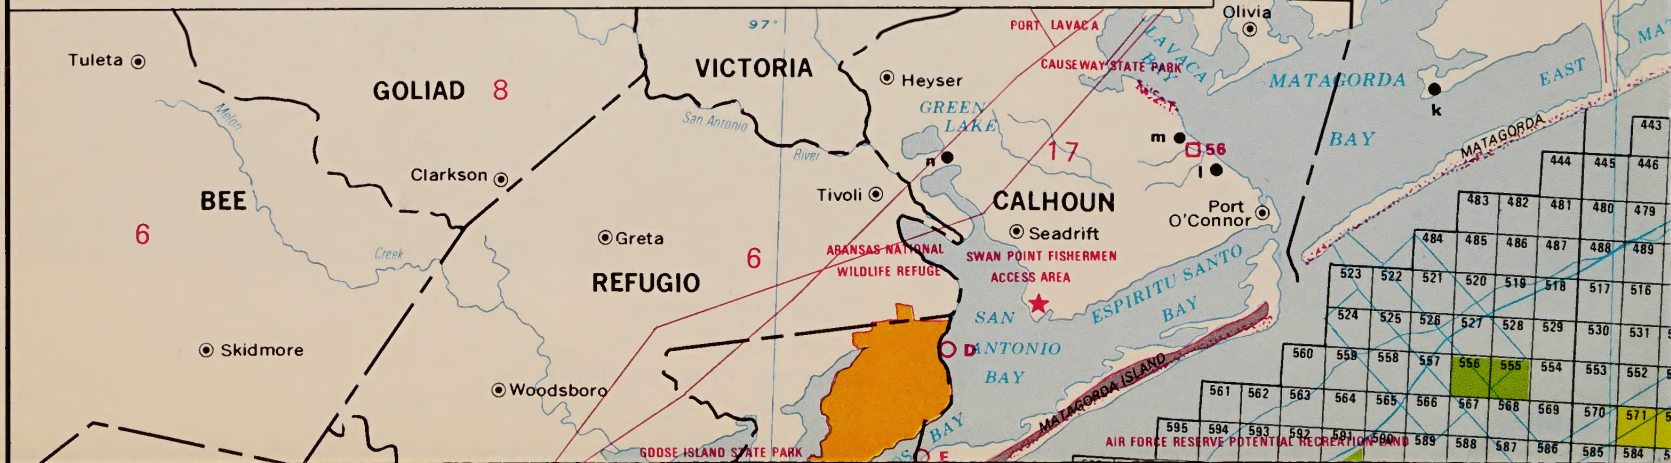 Olivia
97°
PORT LAVACA
LAVACA
BAY
Tuleta
VICTORIA
Heyser
CAUSEWAY STATE PARK
MATAGORDA
EAST
MA
GOLIAD 8
k
GREEN
LAKE
Melon
San Antonio
River
443
MATAGORDA
BAY
m
56
n
17
l
444 445 446
Clarkson
Tivoli
BEE
CALHOUN
Port
O'Connor
483 482 481 480 479
6
Greta
Seadrift
484 485 486 487 488 489
Creek
ARANSAS NATIONAL
WILDLIFE REFUGE
SWAN POINT FISHERMEN
ACCESS AREA
6
REFUGIO
ESPIRITU SANTO
BAY
523 522 521 520 519 518 517 516
SAN
ANTONIO
BAY
524 525 526 527 528 529 530 531
Skidmore
D
560 559 558 557 556 555 554 553 552
Woodsboro
MATAGORDA ISLAND
561 562 563 564 565 566 567 568 569 570 571
BAY
595 594 593 592 591 590 589 588 587 586 585 584
AIR FORCE RESERVE POTENTIAL RECREATION LAND
GOOSE ISLAND STATE PARK
E